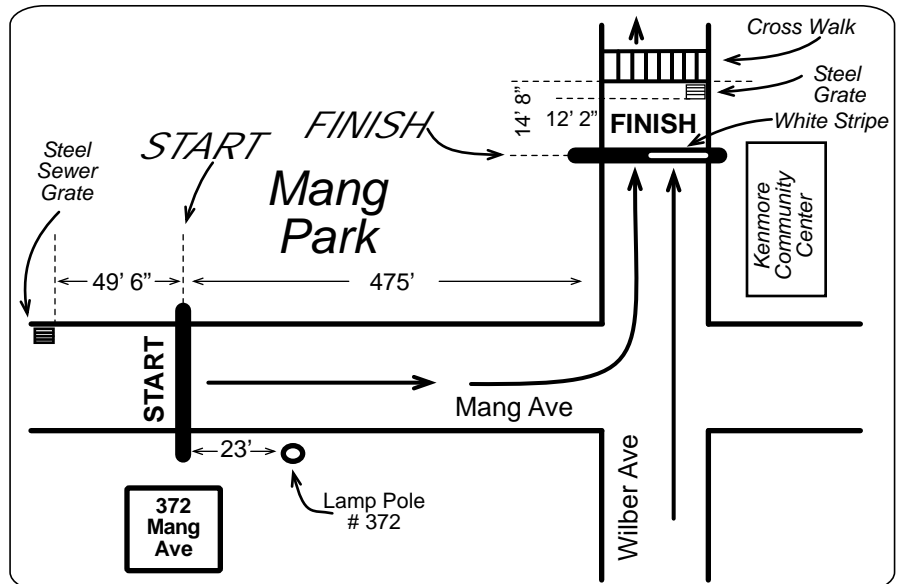 Cross Walk
Steel
Grate
White Stripe
14' 8”
12' 2”
FINISH
FINISH
START
Steel
Sewer
Grate
Mang
Park
Kenmore
Community
Center
49' 6”
475'
START
Mang Ave
23'
Lamp Pole
# 372
372
Mang
Ave
Wilber Ave